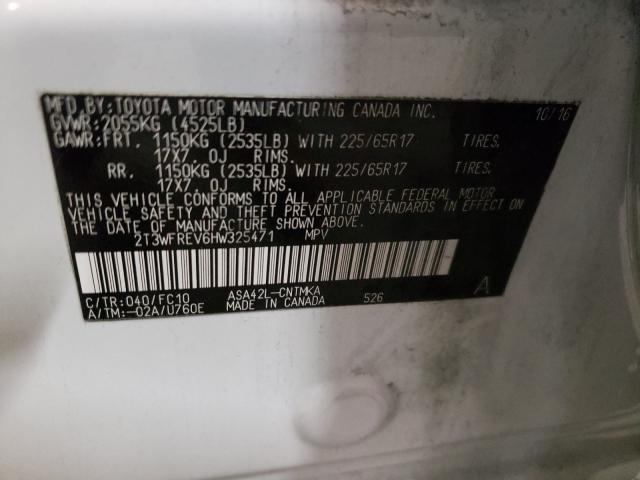 MFD.BY:TOYOTA MOTOR MANUFACTURING CANADA INC. 10/16
GVWR:2055KG (4525LB)
GAWR:FRT. 1150KG (2535LB) WITH 225/65R17 TIRES.
17X7.0J RIMS.
RR. 1150KG (2535LB) WITH 225/65R17 TIRES.
17X7.0J RIMS.
THIS VEHICLE CONFORMS TO ALL APPLICABLE FEDERAL MOTOR
VEHICLE SAFETY AND THEFT PREVENTION STANDARDS IN EFFECT ON
THE DATE OF MANUFACTURE SHOWN ABOVE.
2T3WFREV6HW325471 MPV
C/TR:040/FC10 ASA42L-CNTMKA 526 A
A/TM:-02A/U760E MADE IN CANADA